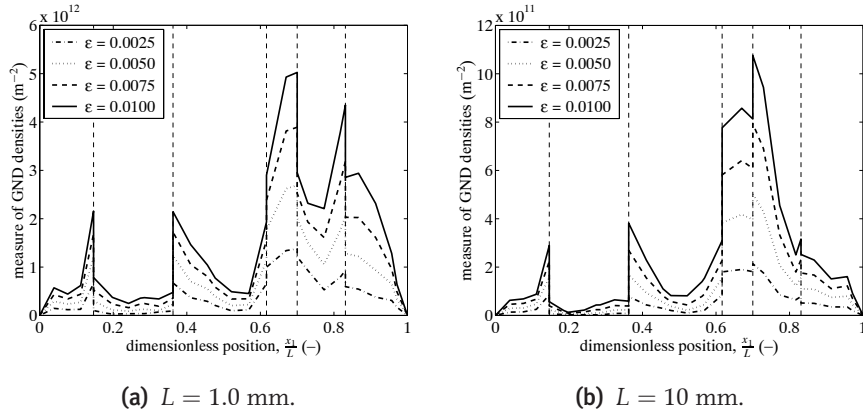 x 10^12
6
5
4
3
2
1
0
measure of GND densities (m^−2)
ε = 0.0025
ε = 0.0050
ε = 0.0075
ε = 0.0100
0 0.2 0.4 0.6 0.8 1
dimensionless position, x_1/L (–)
(a) L = 1.0 mm.
x 10^11
12
10
8
6
4
2
0
measure of GND densities (m^−2)
ε = 0.0025
ε = 0.0050
ε = 0.0075
ε = 0.0100
0 0.2 0.4 0.6 0.8 1
dimensionless position, x_1/L (–)
(b) L = 10 mm.